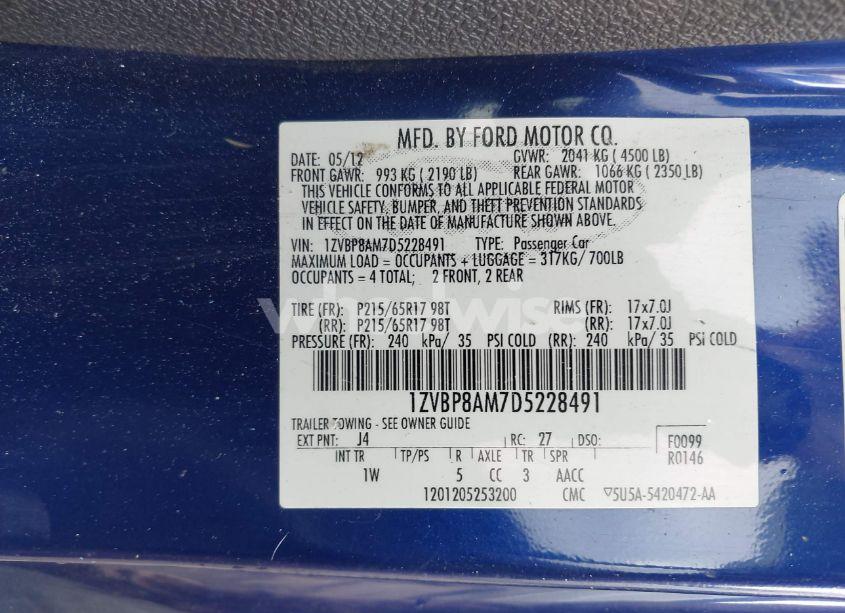 MFD. BY FORD MOTOR CO.
DATE: 05/12 GVWR: 2041 KG ( 4500 LB)
FRONT GAWR: 993 KG ( 2190 LB) REAR GAWR: 1066 KG ( 2350 LB)
THIS VEHICLE CONFORMS TO ALL APPLICABLE FEDERAL MOTOR
VEHICLE SAFETY, BUMPER, AND THEFT PREVENTION STANDARDS
IN EFFECT ON THE DATE OF MANUFACTURE SHOWN ABOVE.
VIN: 1ZVBP8AM7D5228491 TYPE: Passenger Car
MAXIMUM LOAD = OCCUPANTS + LUGGAGE = 317KG/ 700LB
OCCUPANTS = 4 TOTAL; 2 FRONT, 2 REAR
TIRE (FR): P215/65R17 98T RIMS (FR): 17x7.0J
(RR): P215/65R17 98T (RR): 17x7.0J
PRESSURE (FR): 240 kPa/ 35 PSI COLD (RR): 240 kPa/ 35 PSI COLD
1ZVBP8AM7D5228491
TRAILER TOWING - SEE OWNER GUIDE
EXT PNT: J4 RC: 27 DSO: F0099
R0146
INT TR TP/PS R AXLE TR SPR
1W 5 CC 3 AACC
1201205253200 CMC ▽5U5A-5420472-AA